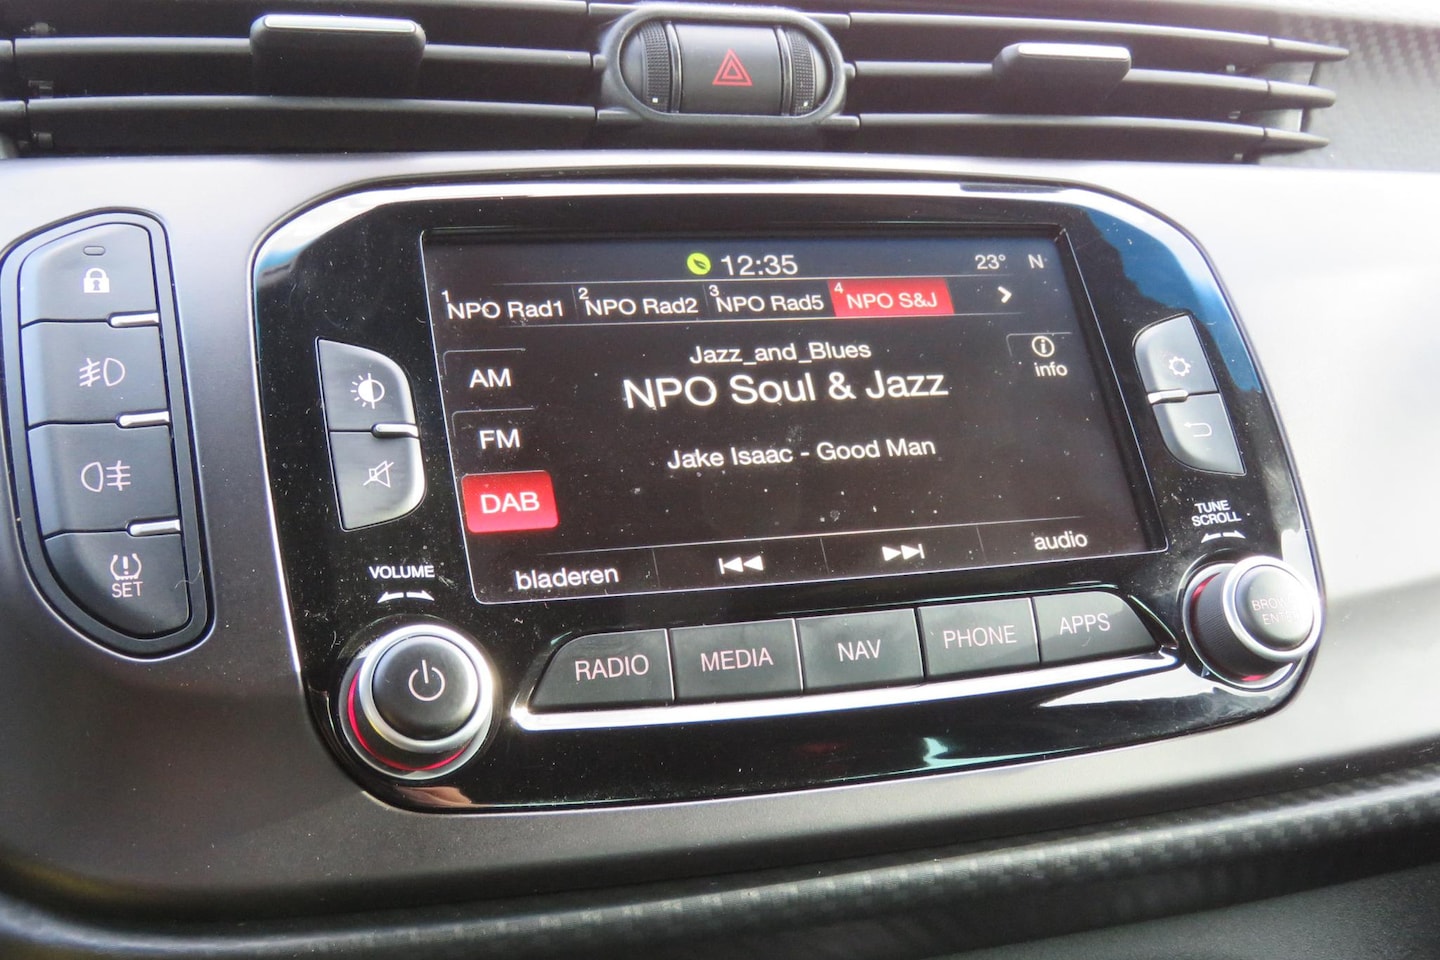 12:35
23° N
1 NPO Rad1 2 NPO Rad2 3 NPO Rad5 4 NPO S&J
Jazz_and_Blues
info
AM
NPO Soul & Jazz
FM
Jake Isaac - Good Man
DAB
bladeren
audio
SET
VOLUME
TUNE
SCROLL
RADIO MEDIA NAV PHONE APPS